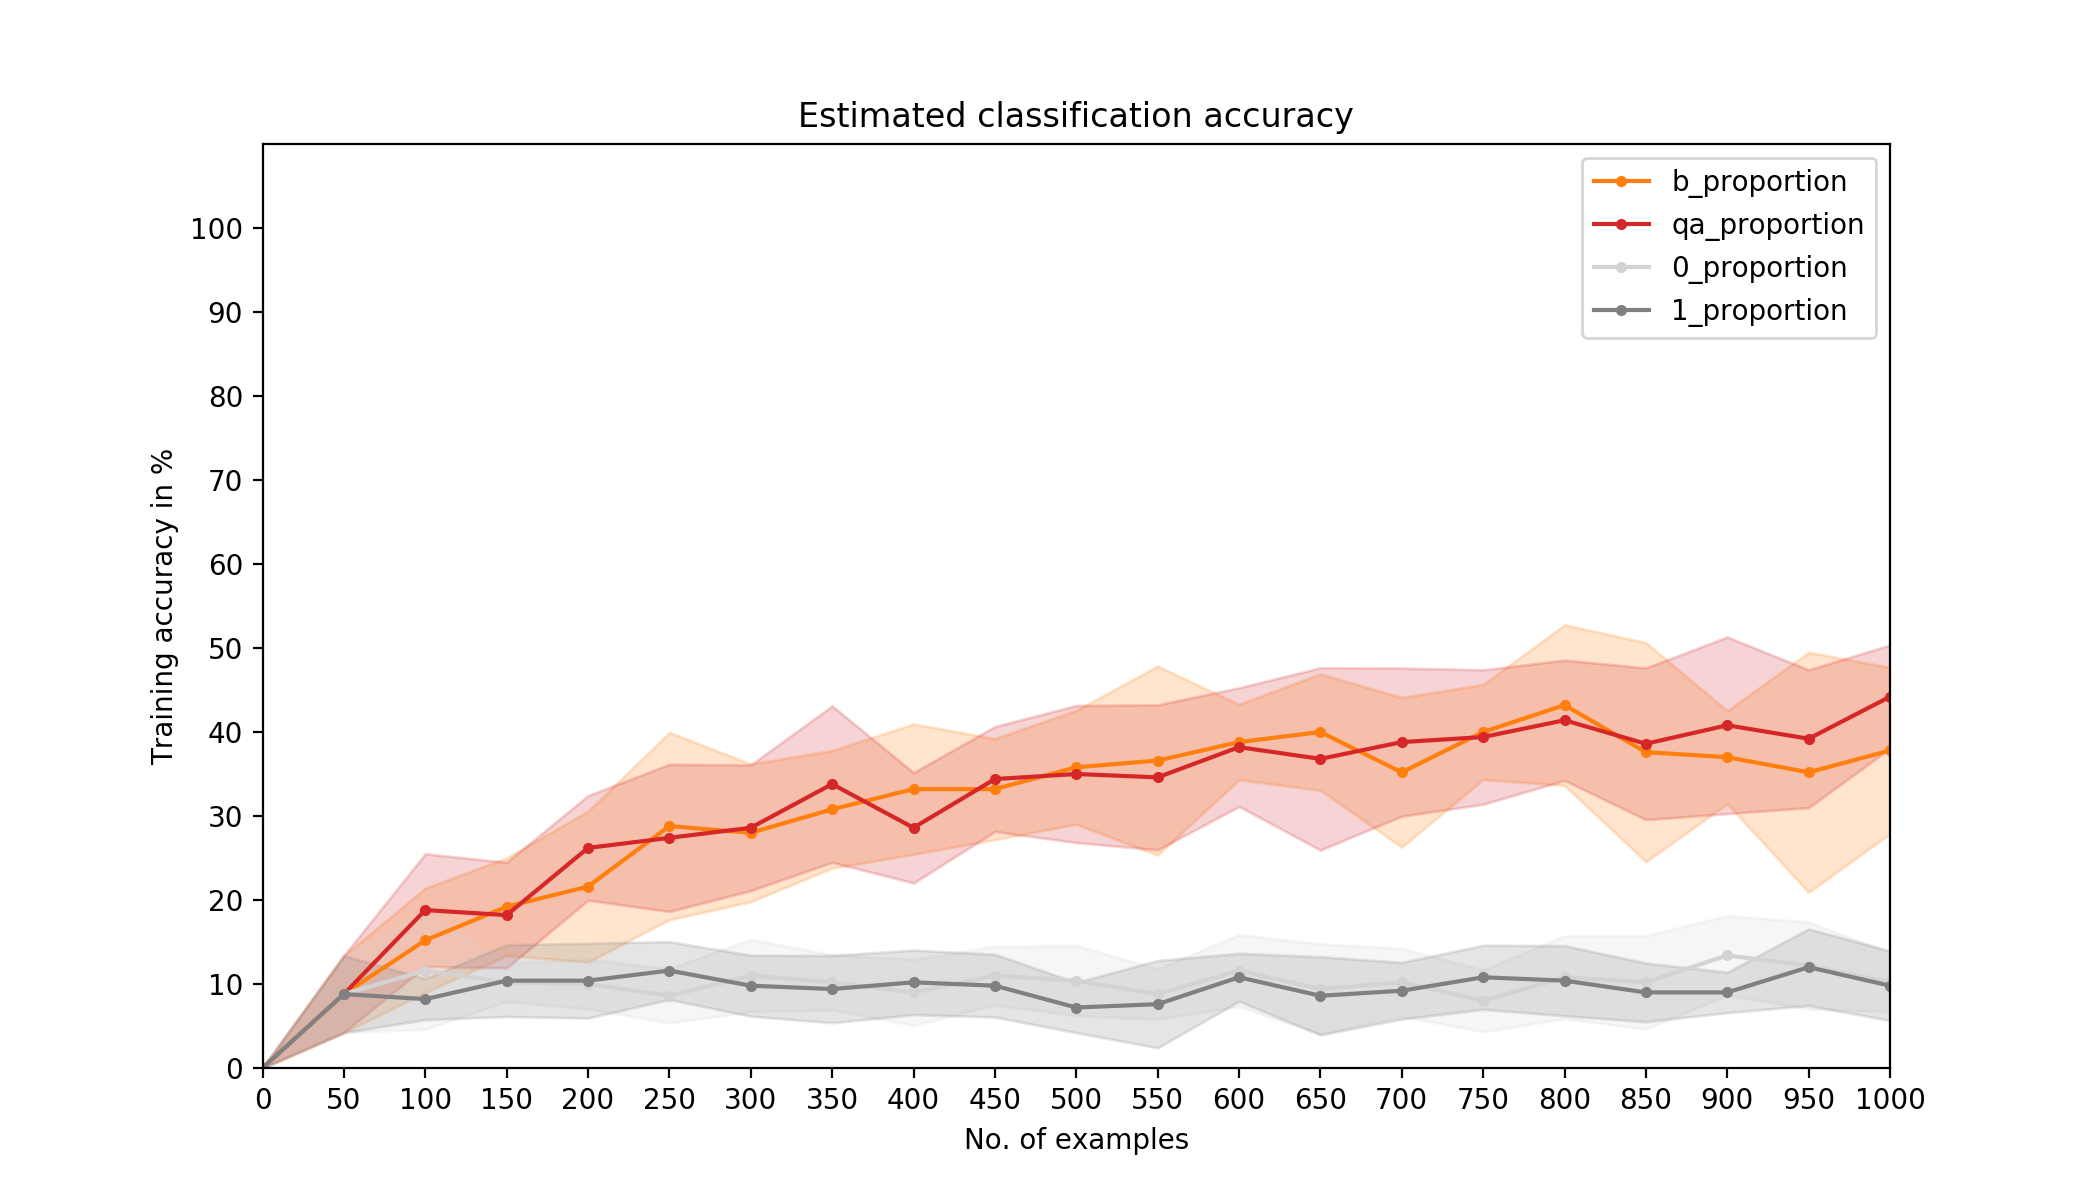 Estimated classification accuracy
b_proportion
qa_proportion
0_proportion
1_proportion
Training accuracy in %
100
90
80
70
60
50
40
30
20
10
0
0 50 100 150 200 250 300 350 400 450 500 550 600 650 700 750 800 850 900 950 1000
No. of examples